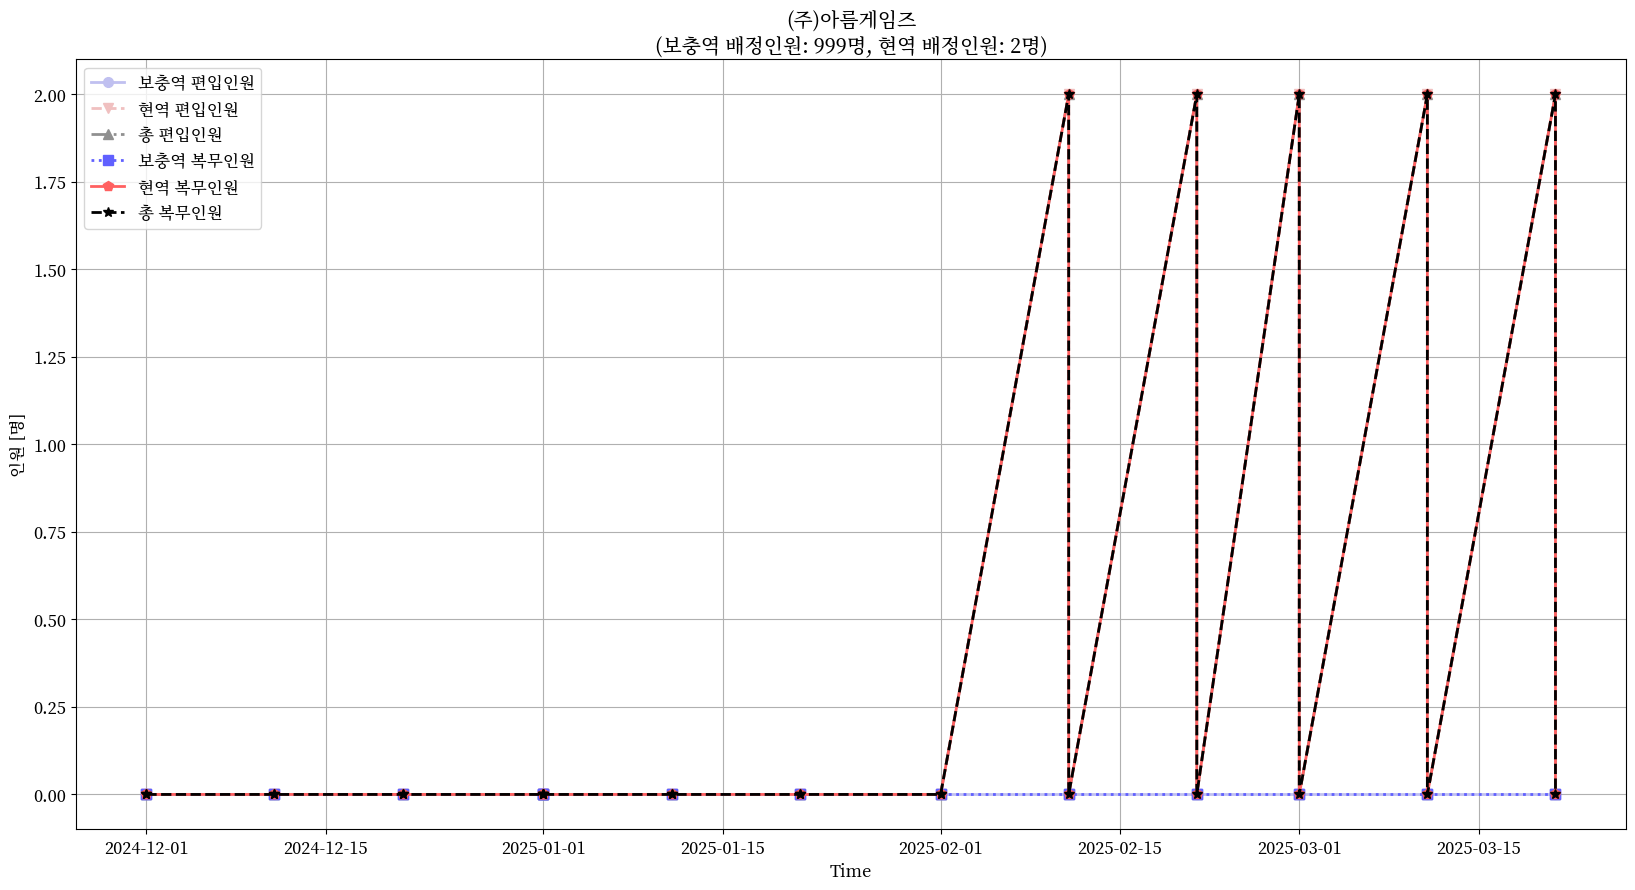 (주)아름게임즈
(보충역 배정인원: 999명, 현역 배정인원: 2명)
보충역 편입인원
현역 편입인원
총 편입인원
보충역 복무인원
현역 복무인원
총 복무인원
2.00
1.75
1.50
1.25
1.00
0.75
0.50
0.25
0.00
인원 [명]
2024-12-01
2024-12-15
2025-01-01
2025-01-15
2025-02-01
2025-02-15
2025-03-01
2025-03-15
Time